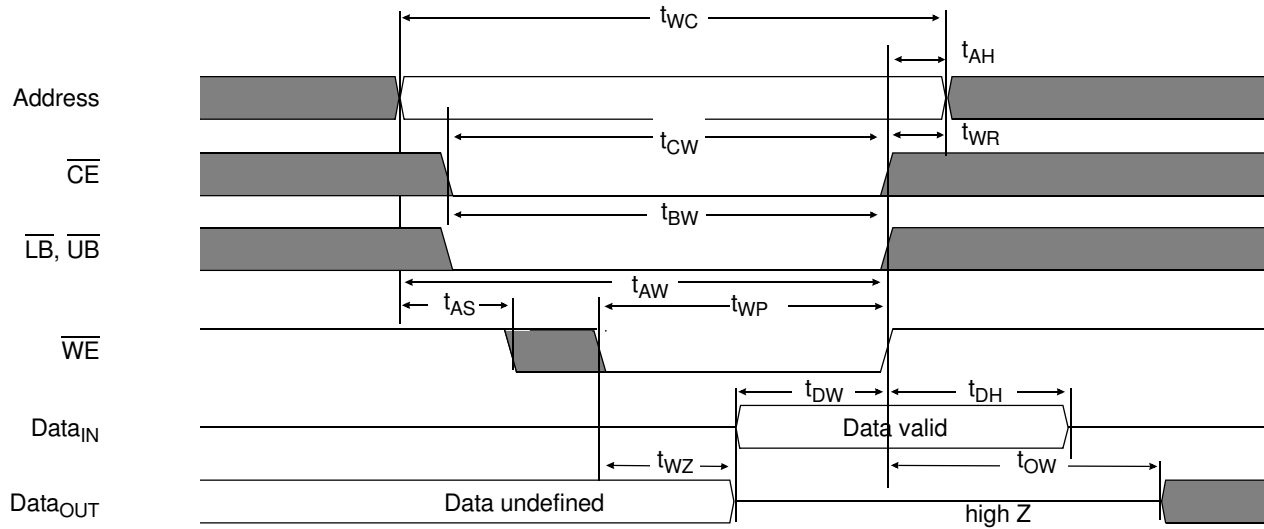 tWC
tAH
Address
tCW
tWR
CE
tBW
LB, UB
tAW
tAS
tWP
WE
tDW
tDH
DataIN
Data valid
tWZ
tOW
DataOUT
Data undefined
high Z